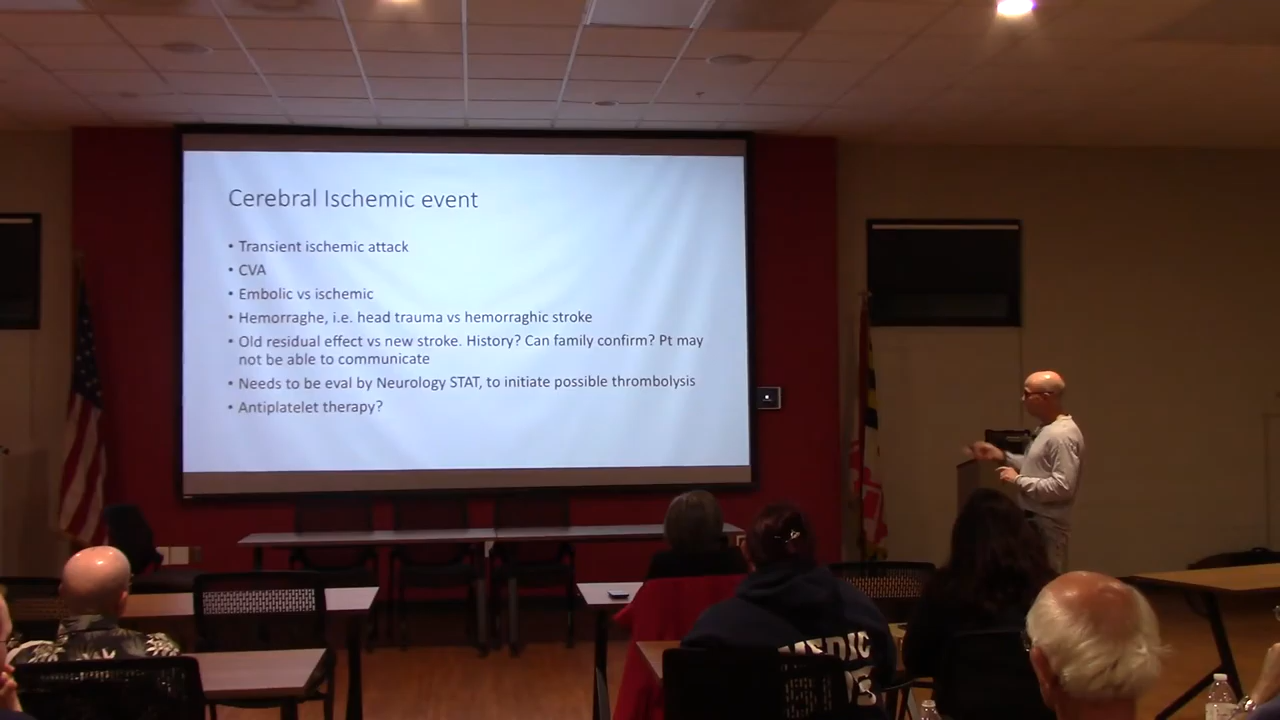 Cerebral Ischemic event
• Transient ischemic attack
• CVA
• Embolic vs ischemic
• Hemorraghe, i.e. head trauma vs hemorraghic stroke
• Old residual effect vs new stroke. History? Can family confirm? Pt may
not be able to communicate
• Needs to be eval by Neurology STAT, to initiate possible thrombolysis
• Antiplatelet therapy?
MEDIC